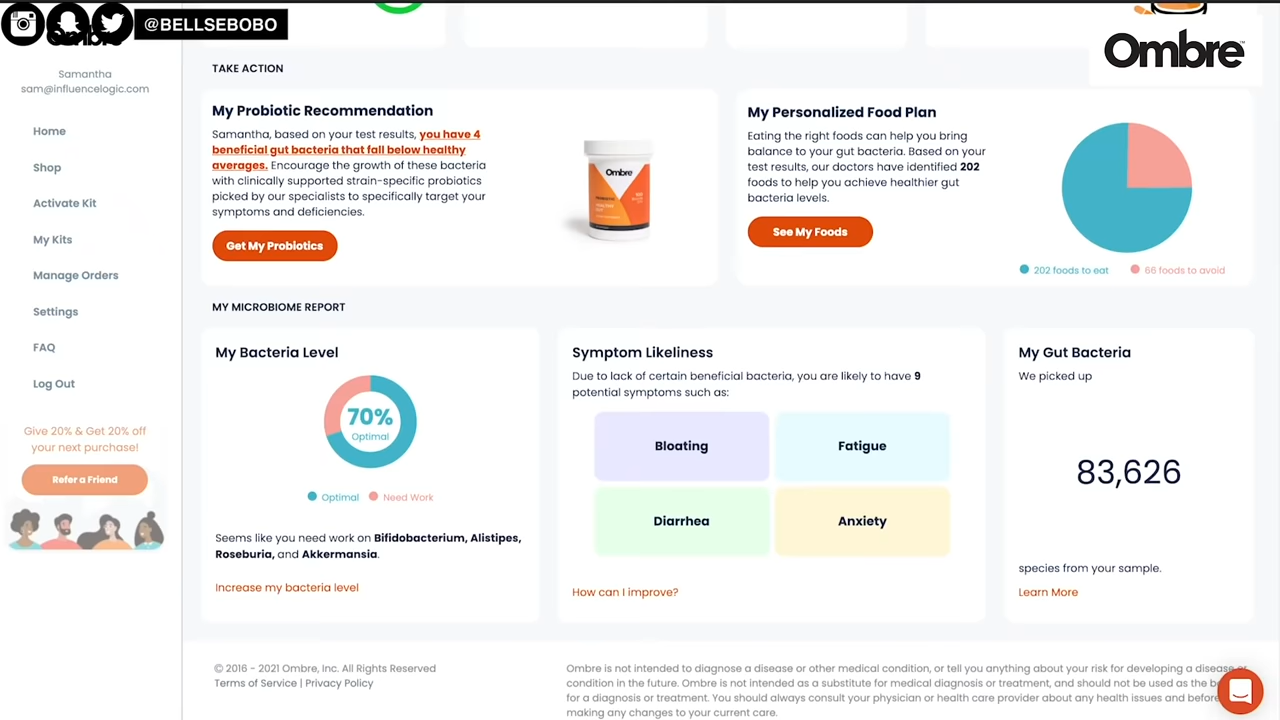 @BELLSEBOBO
Ombre
Samantha
sam@influencelogic.com
Home
Shop
Activate Kit
My Kits
Manage Orders
Settings
FAQ
Log Out
Give 20% & Get 20% off
your next purchase!
Refer a Friend
Ombre
TAKE ACTION
My Probiotic Recommendation
Samantha, based on your test results, you have 4
beneficial gut bacteria that fall below healthy
averages. Encourage the growth of these bacteria
with clinically supported strain-specific probiotics
picked by our specialists to specifically target your
symptoms and deficiencies.
Get My Probiotics
Ombre
My Personalized Food Plan
Eating the right foods can help you bring
balance to your gut bacteria. Based on your
test results, our doctors have identified 202
foods to help you achieve healthier gut
bacteria levels.
See My Foods
202 foods to eat
66 foods to avoid
MY MICROBIOME REPORT
My Bacteria Level
70%
Optimal
Optimal
Need Work
Seems like you need work on Bifidobacterium, Alistipes,
Roseburia, and Akkermansia.
Increase my bacteria level
Symptom Likeliness
Due to lack of certain beneficial bacteria, you are likely to have 9
potential symptoms such as:
Bloating
Fatigue
Diarrhea
Anxiety
How can I improve?
My Gut Bacteria
We picked up
83,626
species from your sample.
Learn More
© 2016 - 2021 Ombre, Inc. All Rights Reserved
Terms of Service | Privacy Policy
Ombre is not intended to diagnose a disease or other medical condition, or tell you anything about your risk for developing a disease or
condition in the future. Ombre is not intended as a substitute for medical diagnosis or treatment, and should not be used as the
for a diagnosis or treatment. You should always consult your physician or health care provider about any health issues and before
making any changes to your current care.